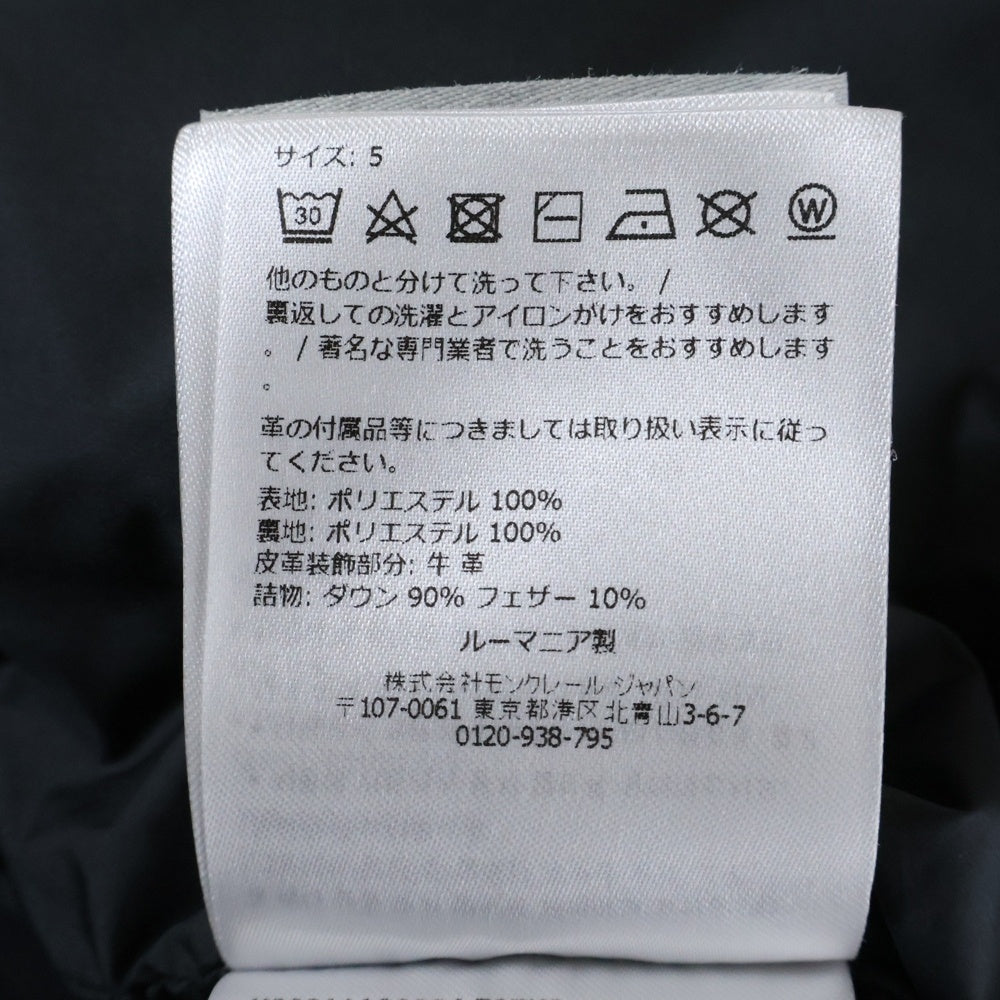 サイズ: 5
30 W
他のものと分けて洗って下さい。 /
裏返しての洗濯とアイロンがけをおすすめします
。 / 著名な専門業者で洗うことをおすすめします
。
革の付属品等につきましては取り扱い表示に従っ
てください。
表地: ポリエステル 100%
裏地: ポリエステル 100%
皮革装飾部分: 牛 革
詰物: ダウン 90% フェザー 10%
ルーマニア製
株式会社モンクレール ジャパン
〒107-0061 東京都港区北青山3-6-7
0120-938-795